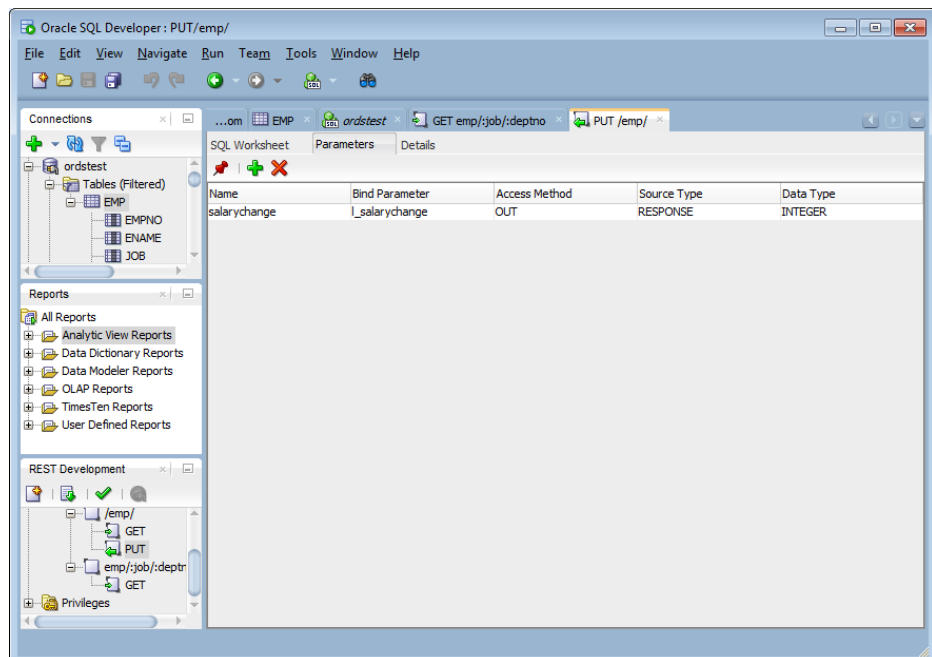 Oracle SQL Developer : PUT/emp/
File Edit View Navigate Run Team Tools Window Help
SQL
Connections
...om EMP ordstest GET emp/:job/:deptno PUT /emp/
SQL Worksheet Parameters Details
ordstest
Tables (Filtered)
EMP
EMPNO
ENAME
JOB
Name Bind Parameter Access Method Source Type Data Type
salarychange l_salarychange OUT RESPONSE INTEGER
Reports
All Reports
Analytic View Reports
Data Dictionary Reports
Data Modeler Reports
OLAP Reports
TimesTen Reports
User Defined Reports
REST Development
/emp/
GET
PUT
emp/:job/:deptn
GET
Privileges